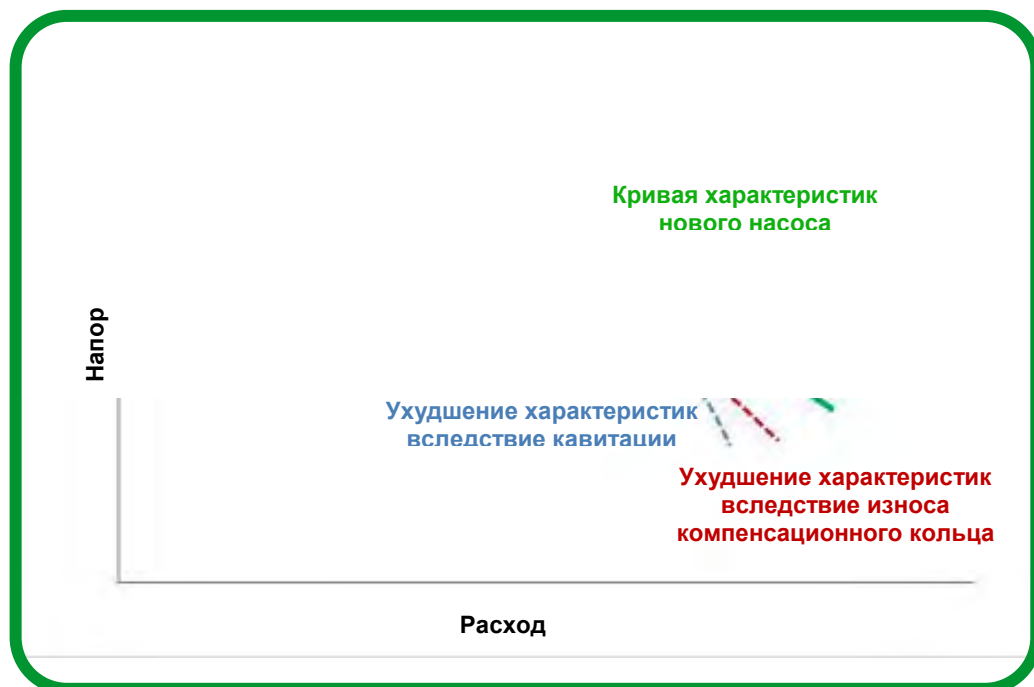 Кривая характеристик
нового насоса
Напор
Ухудшение характеристик
вследствие кавитации
Ухудшение характеристик
вследствие износа
компенсационного кольца
Расход